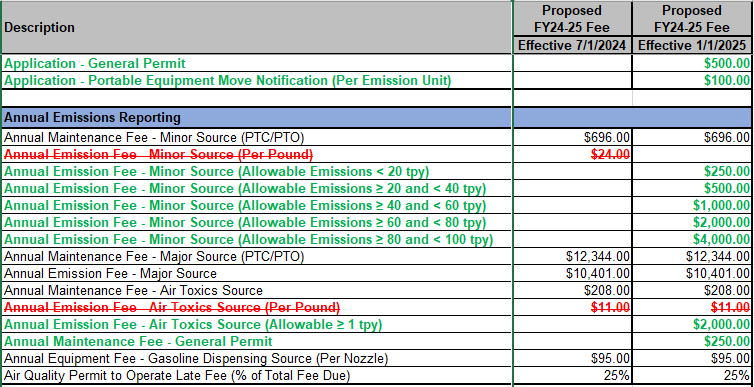 Description Proposed FY24-25 Fee Effective 7/1/2024 Proposed FY24-25 Fee Effective 1/1/2025
Application - General Permit $500.00
Application - Portable Equipment Move Notification (Per Emission Unit) $100.00
Annual Emissions Reporting
Annual Maintenance Fee - Minor Source (PTC/PTO) $696.00 $696.00
Annual Emission Fee - Minor Source (Per Pound) $24.00
Annual Emission Fee - Minor Source (Allowable Emissions < 20 tpy) $250.00
Annual Emission Fee - Minor Source (Allowable Emissions ≥ 20 and < 40 tpy) $500.00
Annual Emission Fee - Minor Source (Allowable Emissions ≥ 40 and < 60 tpy) $1,000.00
Annual Emission Fee - Minor Source (Allowable Emissions ≥ 60 and < 80 tpy) $2,000.00
Annual Emission Fee - Minor Source (Allowable Emissions ≥ 80 and < 100 tpy) $4,000.00
Annual Maintenance Fee - Major Source (PTC/PTO) $12,344.00 $12,344.00
Annual Emission Fee - Major Source $10,401.00 $10,401.00
Annual Maintenance Fee - Air Toxics Source $208.00 $208.00
Annual Emission Fee - Air Toxics Source (Per Pound) $11.00 $11.00
Annual Emission Fee - Air Toxics Source (Allowable ≥ 1 tpy) $2,000.00
Annual Maintenance Fee - General Permit $250.00
Annual Equipment Fee - Gasoline Dispensing Source (Per Nozzle) $95.00 $95.00
Air Quality Permit to Operate Late Fee (% of Total Fee Due) 25% 25%